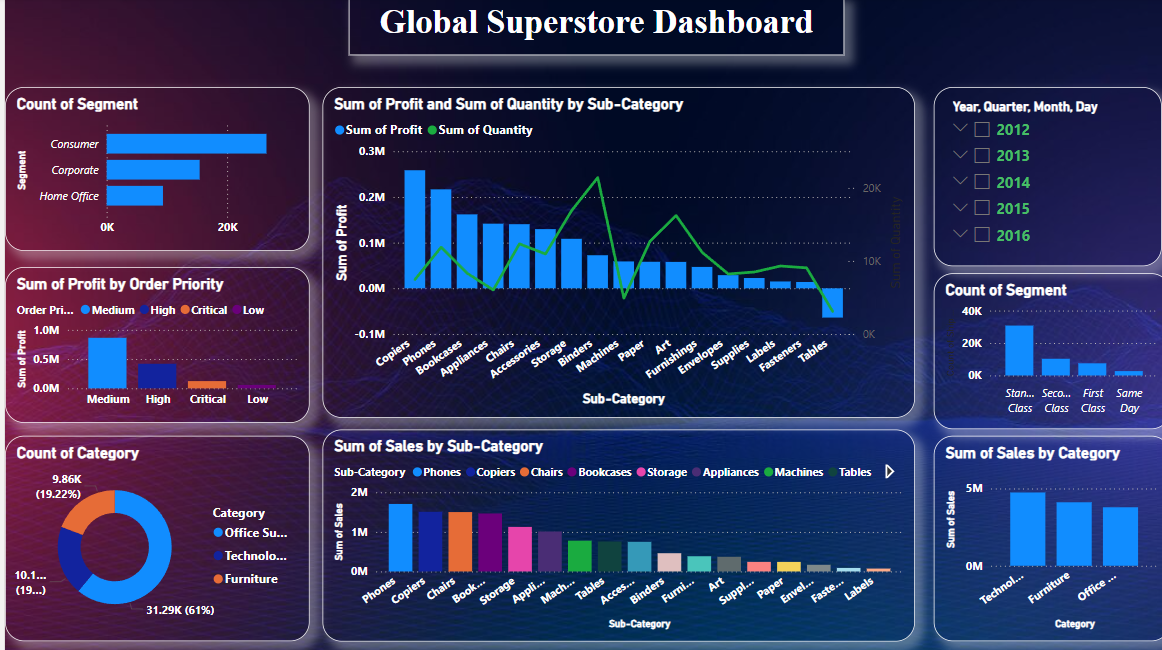 Global Superstore Dashboard
Count of Segment
Segment
Consumer
Corporate
Home Office
0K
20K
Sum of Profit and Sum of Quantity by Sub-Category
Sum of Profit
Sum of Quantity
Sum of Profit
0.3M
0.2M
0.1M
0.0M
-0.1M
20K
10K
0K
Sum of Quantity
Copiers
Phones
Bookcases
Appliances
Chairs
Accessories
Storage
Binders
Machines
Paper
Art
Furnishings
Envelopes
Supplies
Labels
Fasteners
Tables
Sub-Category
Year, Quarter, Month, Day
2012
2013
2014
2015
2016
Sum of Profit by Order Priority
Order Pri...
Medium
High
Critical
Low
Sum of Profit
1.0M
0.5M
0.0M
Medium
High
Critical
Low
Count of Segment
40K
20K
0K
Stan...
Class
Seco...
Class
First
Class
Same
Day
Count of Category
9.86K
(19.22%)
10.1...
(19...)
31.29K (61%)
Category
Office Su...
Technolo...
Furniture
Sum of Sales by Sub-Category
Sub-Category
Phones
Copiers
Chairs
Bookcases
Storage
Appliances
Machines
Tables
Sum of Sales
2M
1M
0M
Phones
Copiers
Chairs
Book...
Storage
Appli...
Mach...
Tables
Acces...
Binders
Furni...
Art
Suppl...
Paper
Envel...
Faste...
Labels
Sub-Category
Sum of Sales by Category
Sum of Sales
5M
0M
Technol...
Furniture
Office ...
Category